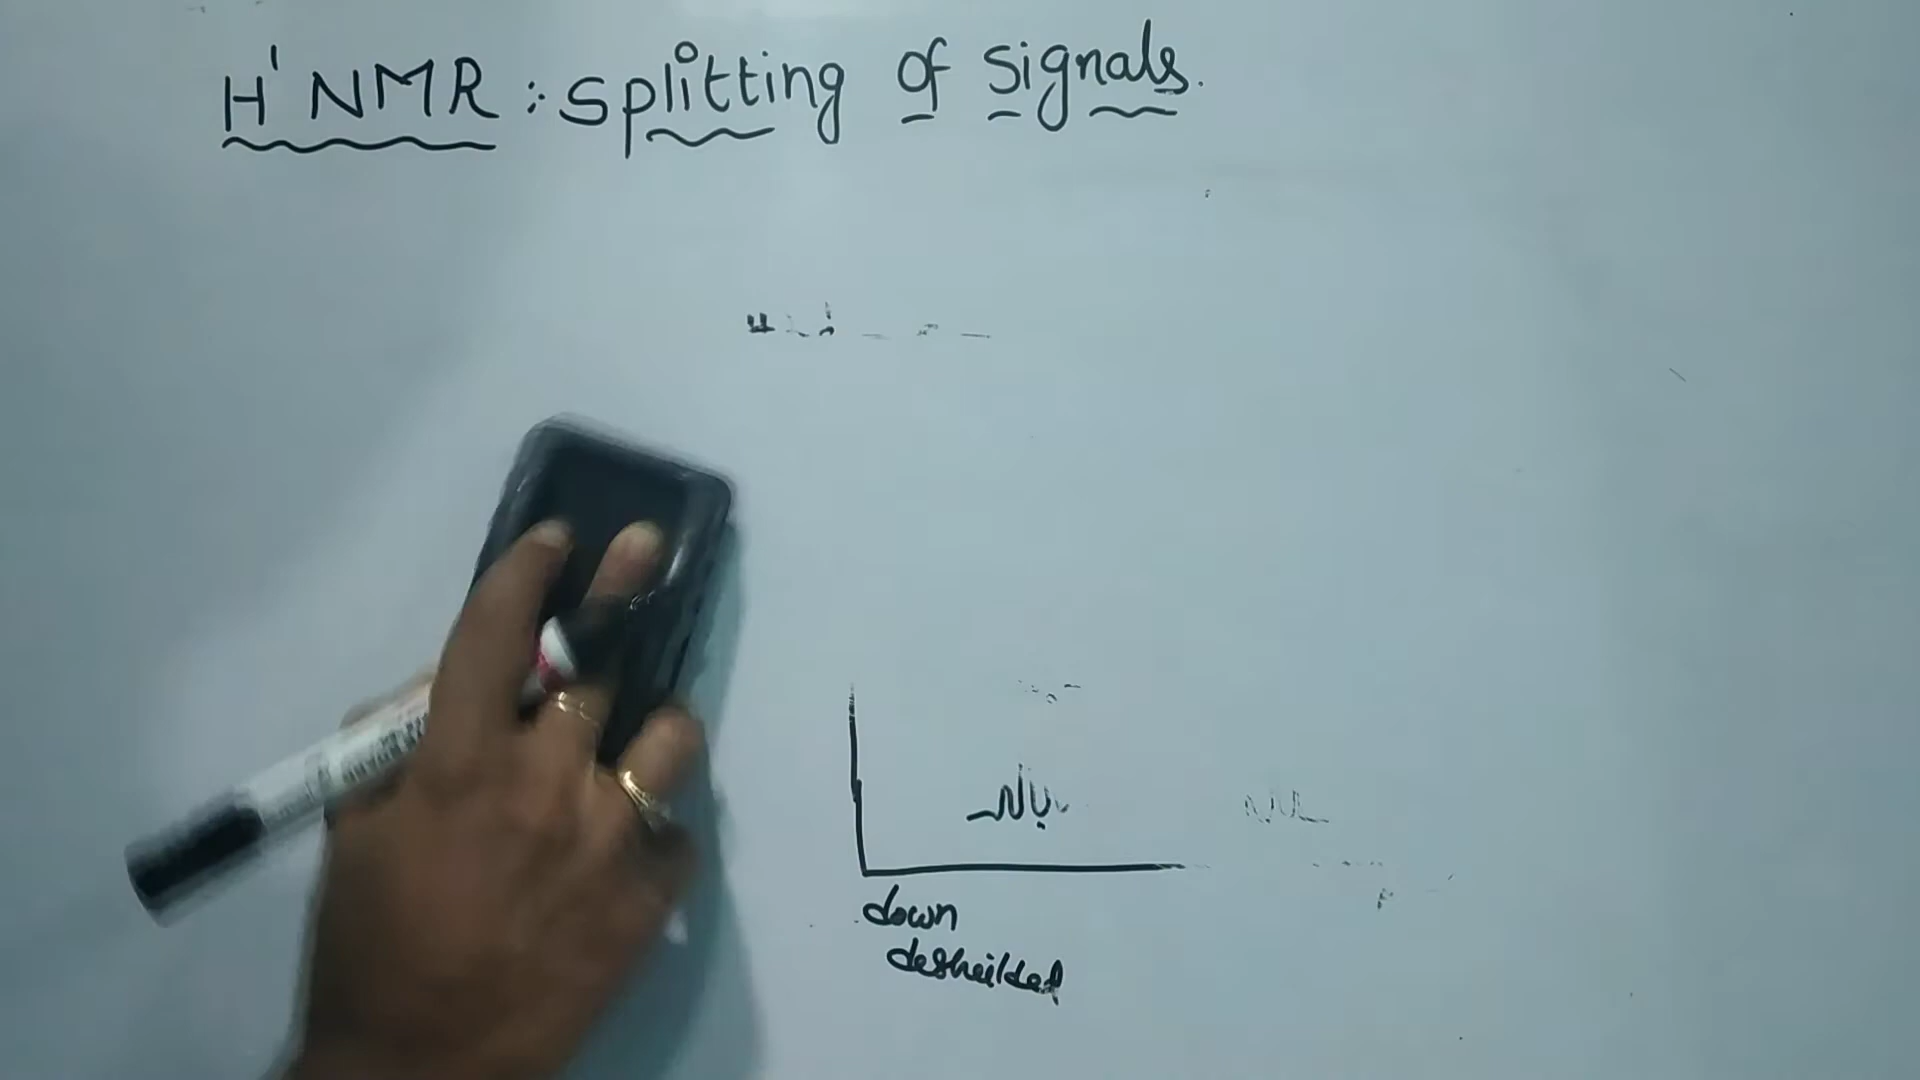 H' NMR : splitting of signals.
down
desheilded